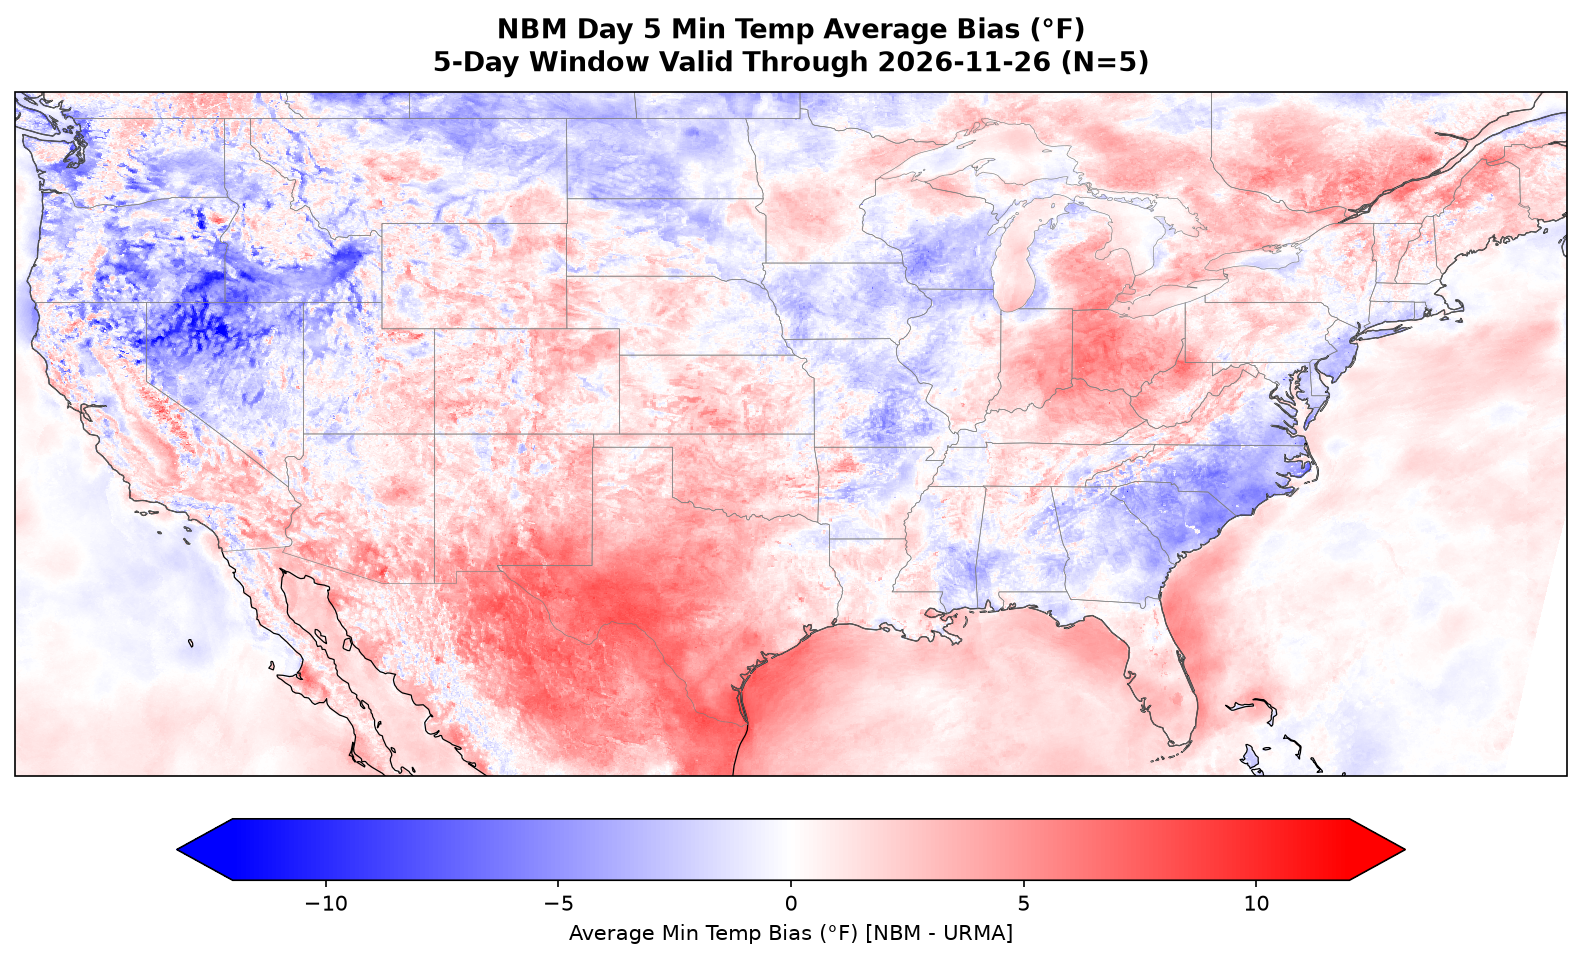 NBM Day 5 Min Temp Average Bias (°F)
5-Day Window Valid Through 2026-11-26 (N=5)
−10 −5 0 5 10
Average Min Temp Bias (°F) [NBM - URMA]